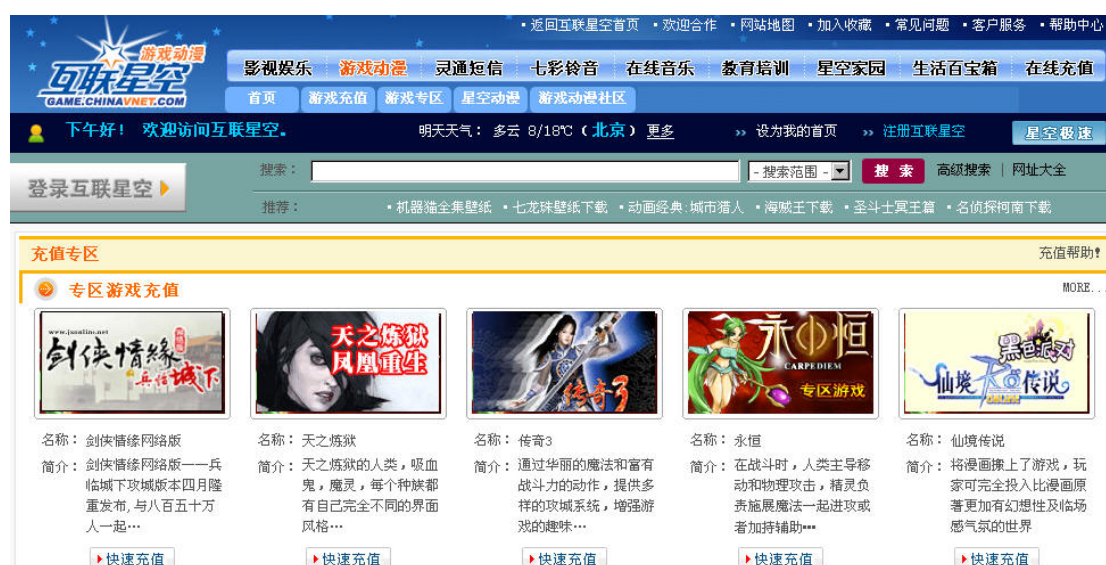 ▪返回互联星空首页 ▪欢迎合作 ▪网站地图 ▪加入收藏 ▪常见问题 ▪客户服务 ▪帮助中心
游戏动漫
互联星空
GAME.CHINAVNET.COM
影视娱乐 游戏动漫 灵通短信 七彩铃音 在线音乐 教育培训 星空家园 生活百宝箱 在线充值
首页 游戏充值 游戏专区 星空动漫 游戏动漫社区
下午好! 欢迎访问互联星空。 明天天气: 多云 8/18℃ (北京) 更多 ›› 设为我的首页 ›› 注册互联星空 星空极速
登录互联星空
搜索: - 搜索范围 - 搜 索 高级搜索 | 网址大全
推荐: ▪机器猫全集壁纸 ▪七龙珠壁纸下载 ▪动画经典:城市猎人 ▪海贼王下载 ▪圣斗士冥王篇 ▪名侦探柯南下载
充值专区 充值帮助
专区游戏充值 MORE...
剑侠情缘 兵临城下
天之炼狱
凤凰重生
传奇3
永恒
CARPEDIEM
专区游戏
黑色派对
仙境传说
ONLINE
名称: 剑侠情缘网络版 名称: 天之炼狱 名称: 传奇3 名称: 永恒 名称: 仙境传说
简介: 剑侠情缘网络版——兵 简介: 天之炼狱的人类，吸血 简介: 通过华丽的魔法和富有 简介: 在战斗时，人类主导移 简介: 将漫画搬上了游戏，玩
临城下攻城版本四月隆 鬼，魔灵，每个种族都 战斗力的动作，提供多 动和物理攻击，精灵负 家可完全投入比漫画原
重发布,与八百五十万 有自己完全不同的界面 样的攻城系统，增强游 责施展魔法一起进攻或 著更加有幻想性及临场
人一起… 风格… 戏的趣味… 者加持辅助… 感气氛的世界
快速充值 快速充值 快速充值 快速充值 快速充值